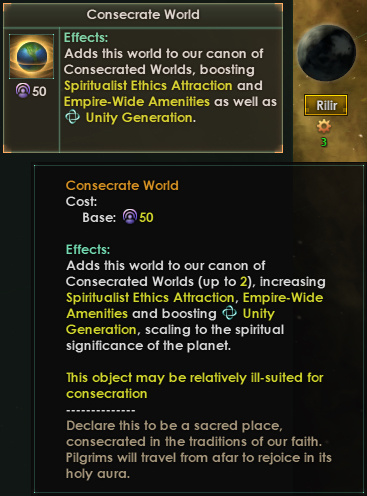 Consecrate World
Effects:
Adds this world to our canon of
Consecrated Worlds, boosting
Spiritualist Ethics Attraction and
Empire-Wide Amenities as well as
Unity Generation.
50
Rilir
3
Consecrate World
Cost:
Base: 50
Effects:
Adds this world to our canon of
Consecrated Worlds (up to 2), increasing
Spiritualist Ethics Attraction, Empire-Wide
Amenities and boosting Unity
Generation, scaling to the spiritual
significance of the planet.
This object may be relatively ill-suited for
consecration
--------------
Declare this to be a sacred place,
consecrated in the traditions of our faith.
Pilgrims will travel from afar to rejoice in its
holy aura.